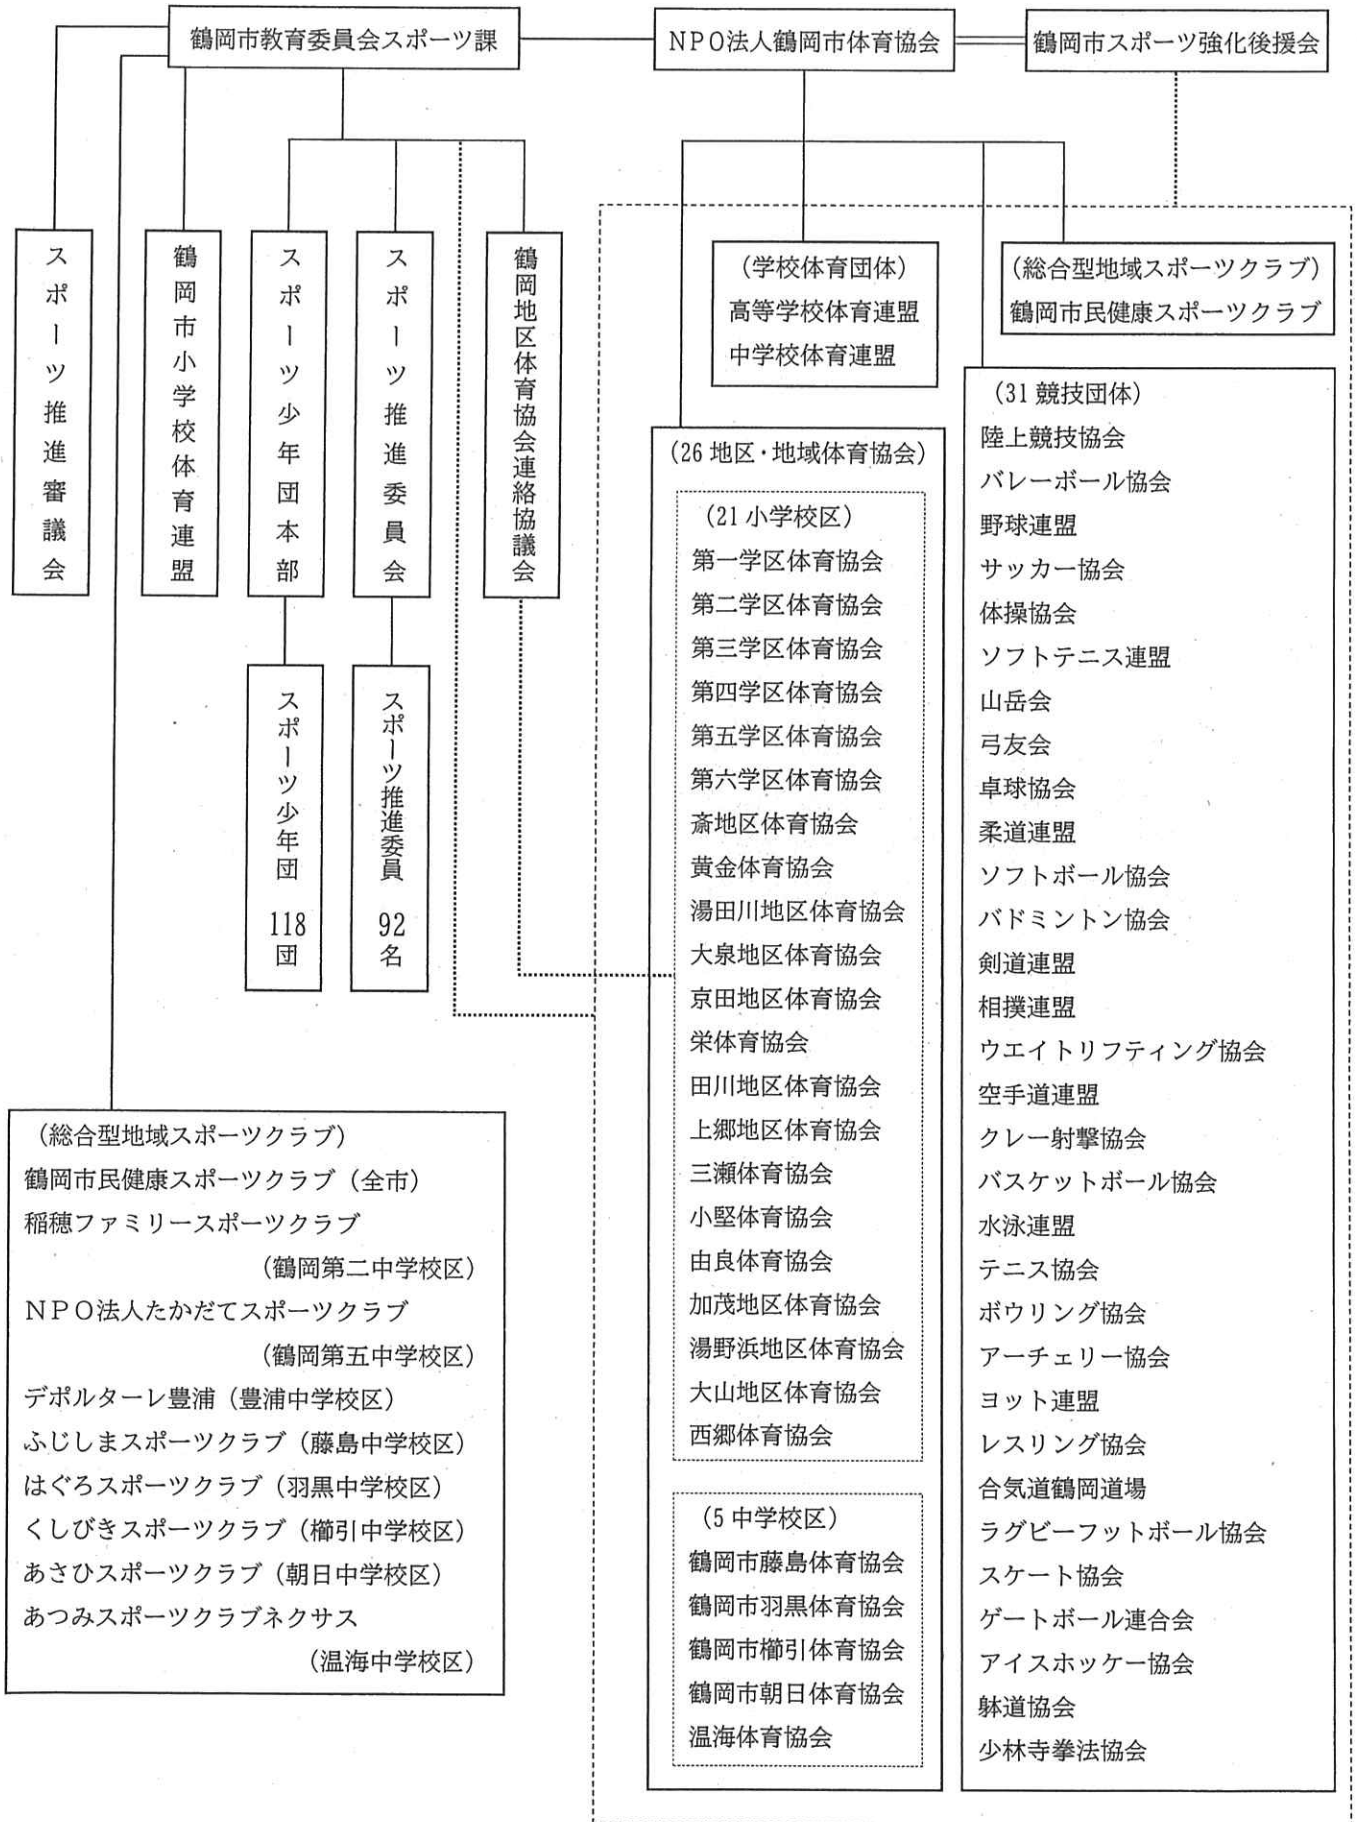 鶴岡市教育委員会スポーツ課
NPO法人鶴岡市体育協会
鶴岡市スポーツ強化後援会
スポーツ推進審議会
鶴岡市小学校体育連盟
スポーツ少年団本部
スポーツ推進委員会
鶴岡地区体育協会連絡協議会
スポーツ少年団 118団
スポーツ推進委員 92名
(総合型地域スポーツクラブ)
鶴岡市民健康スポーツクラブ(全市)
稲穂ファミリースポーツクラブ
(鶴岡第二中学校区)
NPO法人たかだてスポーツクラブ
(鶴岡第五中学校区)
デポルターレ豊浦(豊浦中学校区)
ふじしまスポーツクラブ(藤島中学校区)
はぐろスポーツクラブ(羽黒中学校区)
くしびきスポーツクラブ(櫛引中学校区)
あさひスポーツクラブ(朝日中学校区)
あつみスポーツクラブネクサス
(温海中学校区)
(学校体育団体)
高等学校体育連盟
中学校体育連盟
(総合型地域スポーツクラブ)
鶴岡市民健康スポーツクラブ
(26地区・地域体育協会)
(21小学校区)
第一学区体育協会
第二学区体育協会
第三学区体育協会
第四学区体育協会
第五学区体育協会
第六学区体育協会
斎地区体育協会
黄金体育協会
湯田川地区体育協会
大泉地区体育協会
京田地区体育協会
栄体育協会
田川地区体育協会
上郷地区体育協会
三瀬体育協会
小堅体育協会
由良体育協会
加茂地区体育協会
湯野浜地区体育協会
大山地区体育協会
西郷体育協会
(5中学校区)
鶴岡市藤島体育協会
鶴岡市羽黒体育協会
鶴岡市櫛引体育協会
鶴岡市朝日体育協会
温海体育協会
(31競技団体)
陸上競技協会
バレーボール協会
野球連盟
サッカー協会
体操協会
ソフトテニス連盟
山岳会
弓友会
卓球協会
柔道連盟
ソフトボール協会
バドミントン協会
剣道連盟
相撲連盟
ウエイトリフティング協会
空手道連盟
クレー射撃協会
バスケットボール協会
水泳連盟
テニス協会
ボウリング協会
アーチェリー協会
ヨット連盟
レスリング協会
合気道鶴岡道場
ラグビーフットボール協会
スケート協会
ゲートボール連合会
アイスホッケー協会
躰道協会
少林寺拳法協会